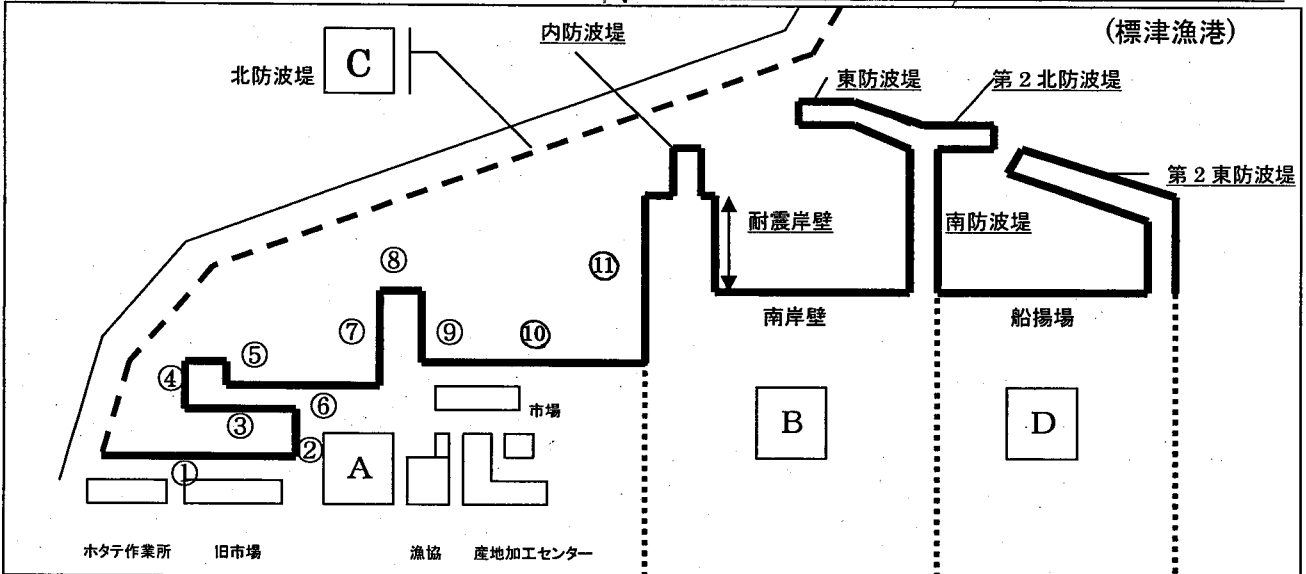 (標津漁港)
内防波堤
C
北防波堤
東防波堤
第2北防波堤
第2東防波堤
耐震岸壁
南防波堤
⑧
⑪
⑦
⑨
⑩
南岸壁
船揚場
⑤
④
⑥
③
市場
B
D
②
①
A
ホタテ作業所
旧市場
漁協
産地加工センター